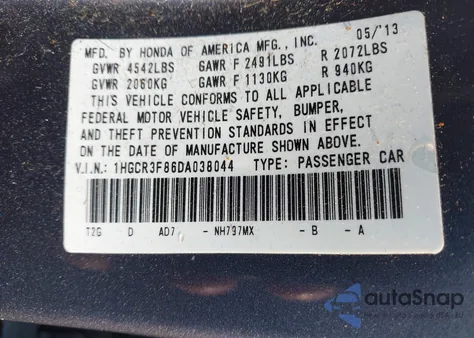 MFD. BY HONDA OF AMERICA MFG., INC. 05/'13
GVWR 4542LBS GAWR F 2491LBS R 2072LBS
GVWR 2060KG GAWR F 1130KG R 940KG
THIS VEHICLE CONFORMS TO ALL APPLICABLE
FEDERAL MOTOR VEHICLE SAFETY, BUMPER,
AND THEFT PREVENTION STANDARDS IN EFFECT
ON THE DATE OF MANUFACTURE SHOWN ABOVE.
V.I.N.: 1HGCR3F86DA038044 TYPE: PASSENGER CAR
T2G D AD7 - NH797MX - B - A
autoSnap